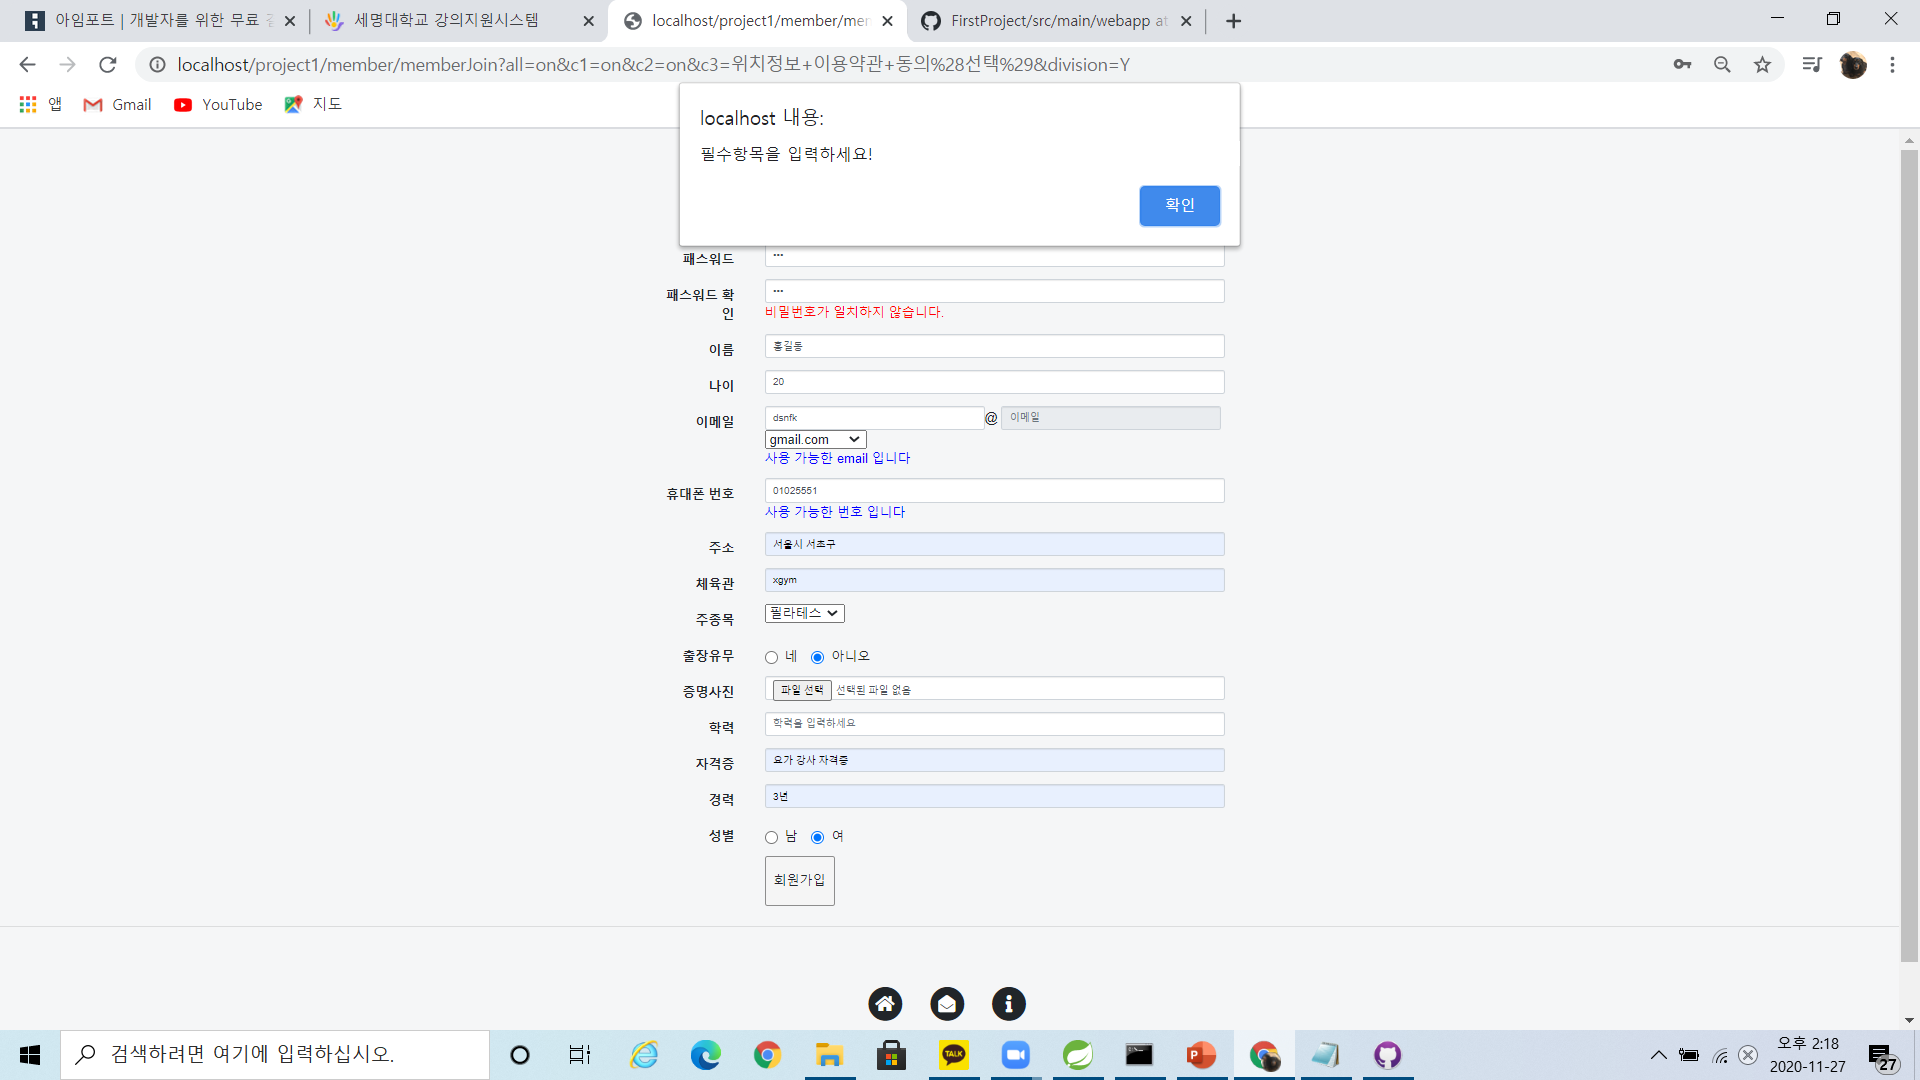 아임포트 | 개발자를 위한 무료
세명대학교 강의지원시스템
localhost/project1/member/mem
FirstProject/src/main/webapp at
localhost/project1/member/memberJoin?all=on&c1=on&c2=on&c3=위치정보+이용약관+동의%28선택%29&division=Y
앱 Gmail YouTube 지도
localhost 내용:
필수항목을 입력하세요!
확인
패스워드 •••
패스워드 확
인
•••
비밀번호가 일치하지 않습니다.
이름 홍길동
나이 20
이메일 dsnfk @ 이메일
gmail.com
사용 가능한 email 입니다
휴대폰 번호 01025551
사용 가능한 번호 입니다
주소 서울시 서초구
체육관 xgym
주종목 필라테스
출장유무 네 아니오
증명사진 파일 선택 선택된 파일 없음
학력 학력을 입력하세요
자격증 요가 강사 자격증
경력 3년
성별 남 여
회원가입
검색하려면 여기에 입력하십시오.
TALK
오후 2:18
2020-11-27
27